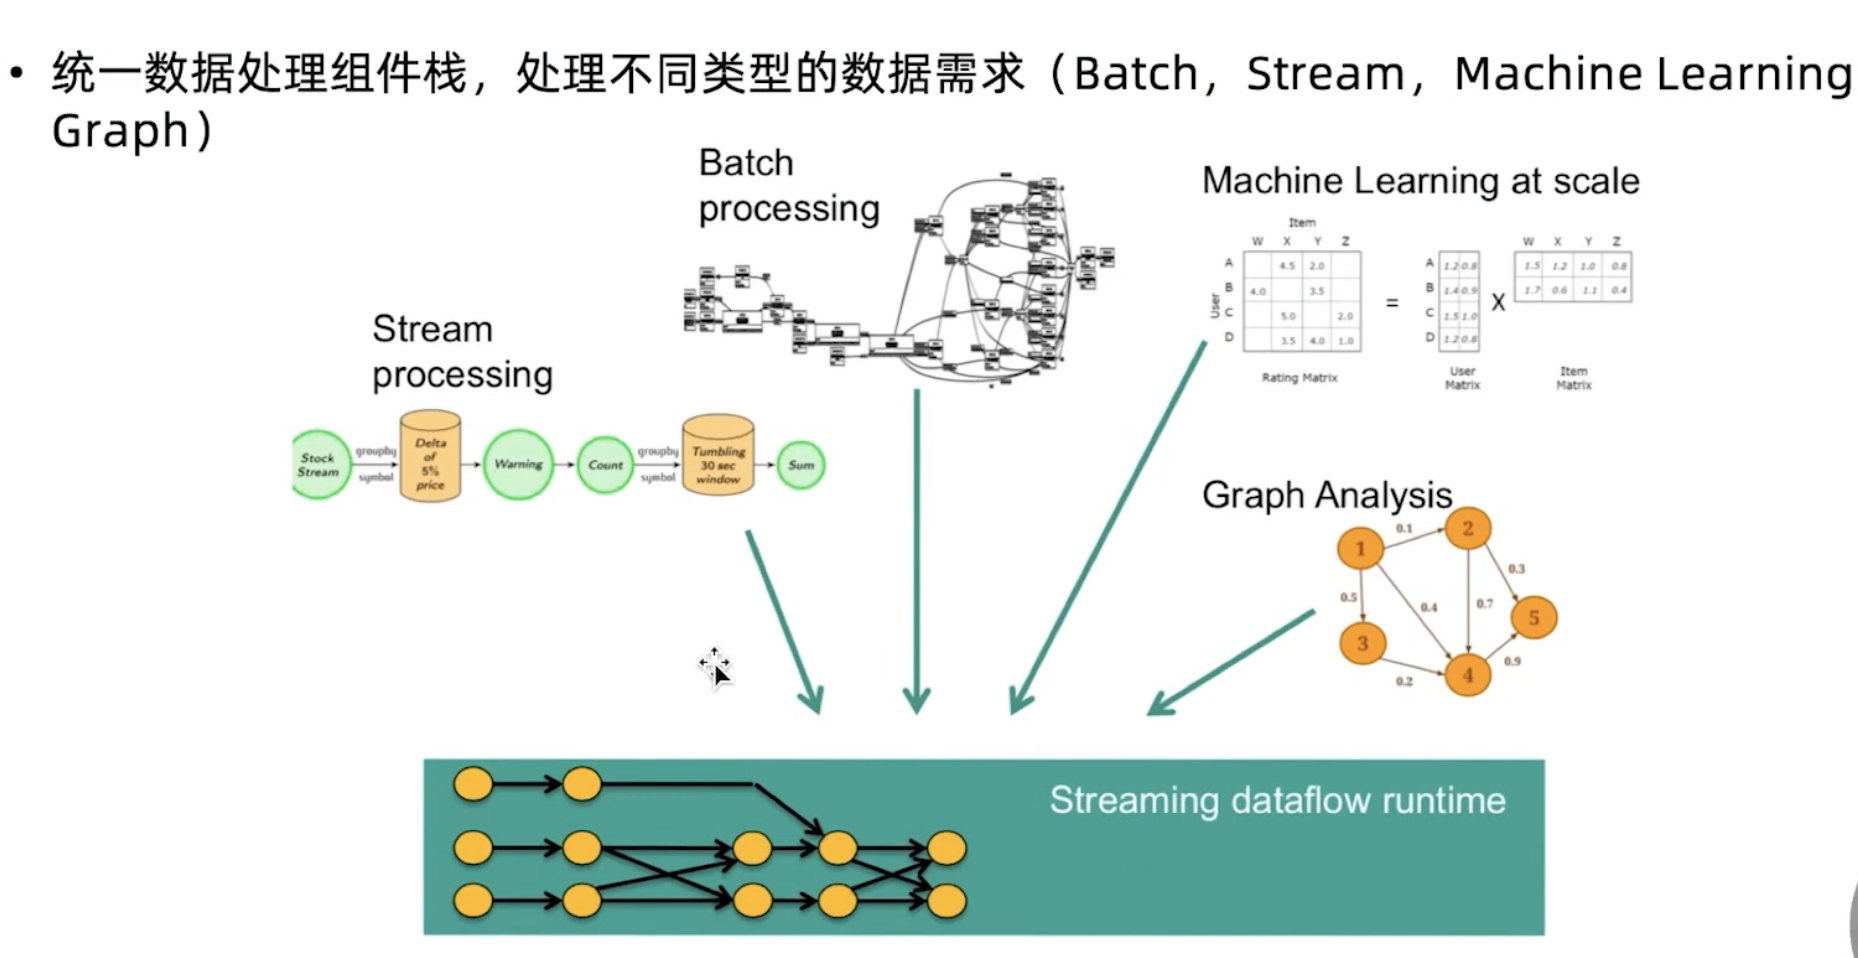 • 统一数据处理组件栈，处理不同类型的数据需求（Batch，Stream，Machine Learning
Graph）
Batch
processing
Machine Learning at scale
Item
W X Y Z
A 4.5 2.0
B 4.0 3.5
C 5.0 2.0
D 3.5 4.0 1.0
User
Rating Matrix
=
A 1.2 0.8
B 1.4 0.9
C 1.5 1.0
D 1.2 0.8
User
Matrix
X
W X Y Z
1.5 1.2 1.0 0.8
1.7 0.6 1.1 0.4
Item
Matrix
Stream
processing
Stock
Stream
groupby
symbol
Delta
of
5%
price
Warning
Count
groupby
symbol
Tumbling
30 sec
window
Sum
Graph Analysis
1
2
3
4
5
0.1
0.3
0.5
0.4
0.7
0.9
0.2
Streaming dataflow runtime